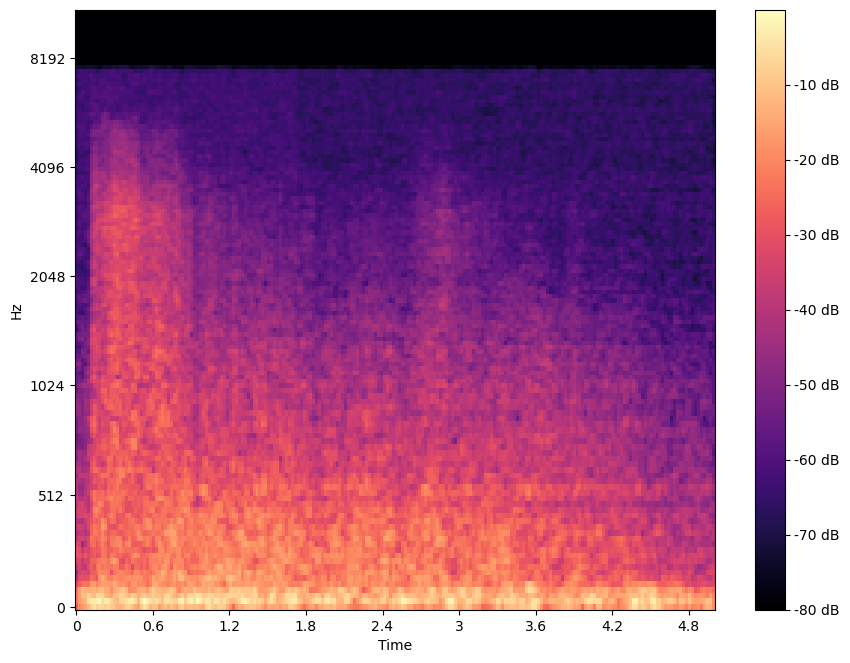 8192
4096
2048
1024
512
0
Hz
0 0.6 1.2 1.8 2.4 3 3.6 4.2 4.8
Time
-10 dB
-20 dB
-30 dB
-40 dB
-50 dB
-60 dB
-70 dB
-80 dB